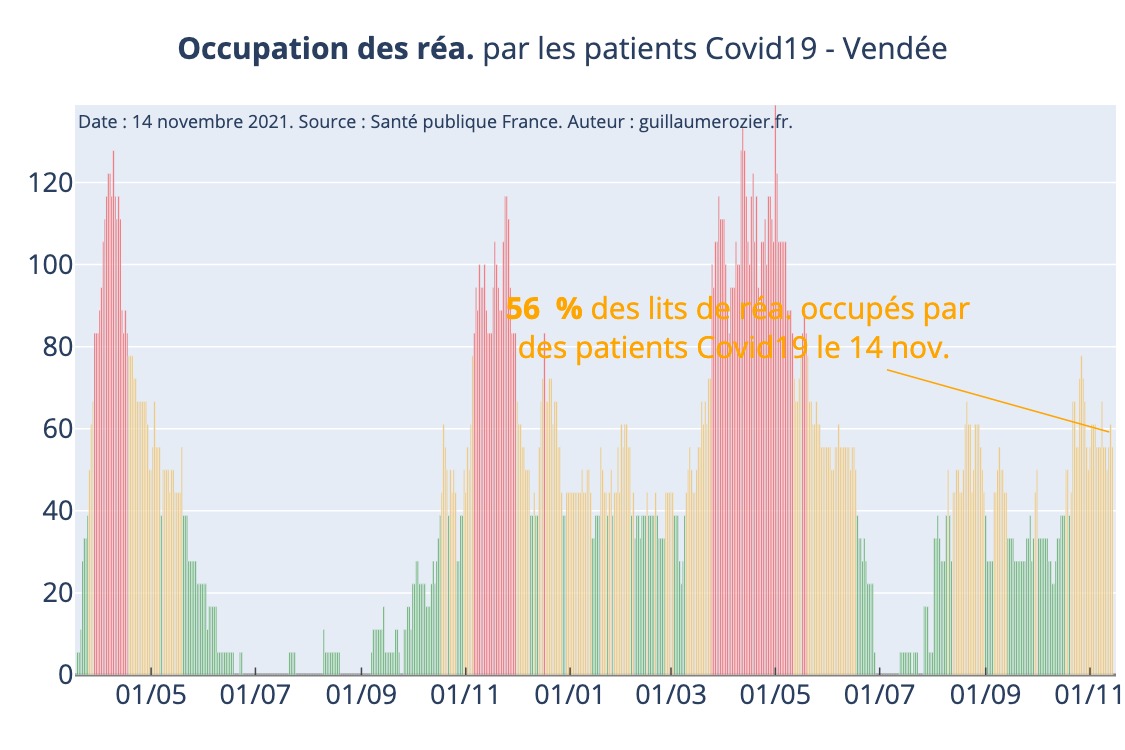 Occupation des réa. par les patients Covid19 - Vendée
Date : 14 novembre 2021. Source : Santé publique France. Auteur : guillaumerozier.fr.
120
100
56 % des lits de réa. occupés par
des patients Covid19 le 14 nov.
80
60
40
20
0
01/05 01/07 01/09 01/11 01/01 01/03 01/05 01/07 01/09 01/11